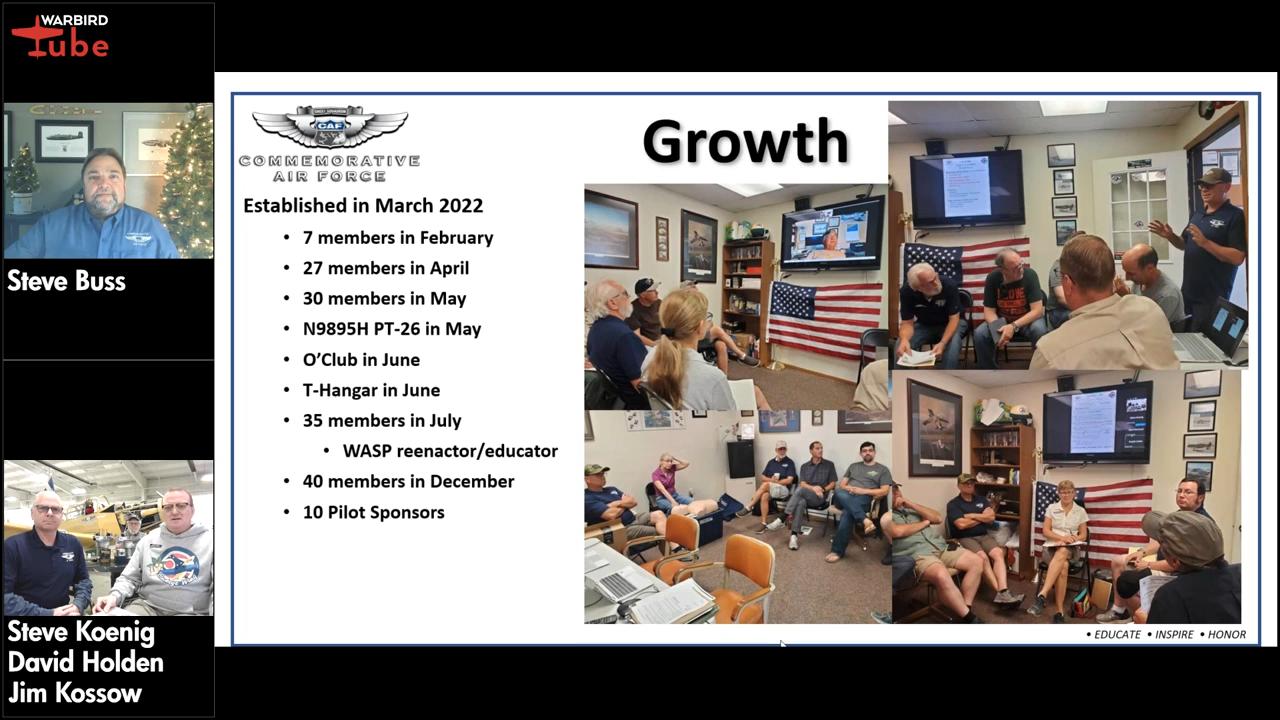 WARBIRD
Tube
Steve Buss
Steve Koenig
David Holden
Jim Kossow
CAF
COMMEMORATIVE
AIR FORCE
Growth
Established in March 2022
• 7 members in February
• 27 members in April
• 30 members in May
• N9895H PT-26 in May
• O’Club in June
• T-Hangar in June
• 35 members in July
• WASP reenactor/educator
• 40 members in December
• 10 Pilot Sponsors
• EDUCATE • INSPIRE • HONOR